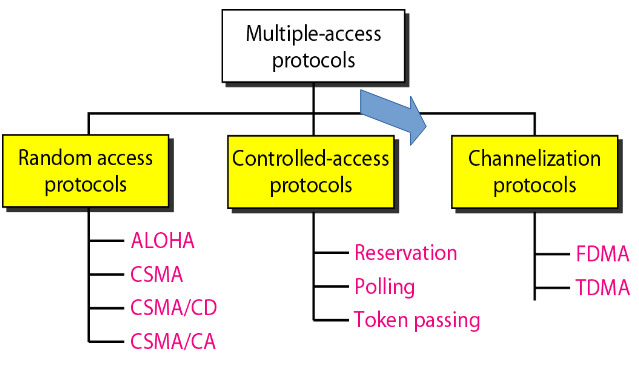 Multiple-access
protocols
Random access
protocols
Controlled-access
protocols
Channelization
protocols
ALOHA
CSMA
CSMA/CD
CSMA/CA
Reservation
Polling
Token passing
FDMA
TDMA